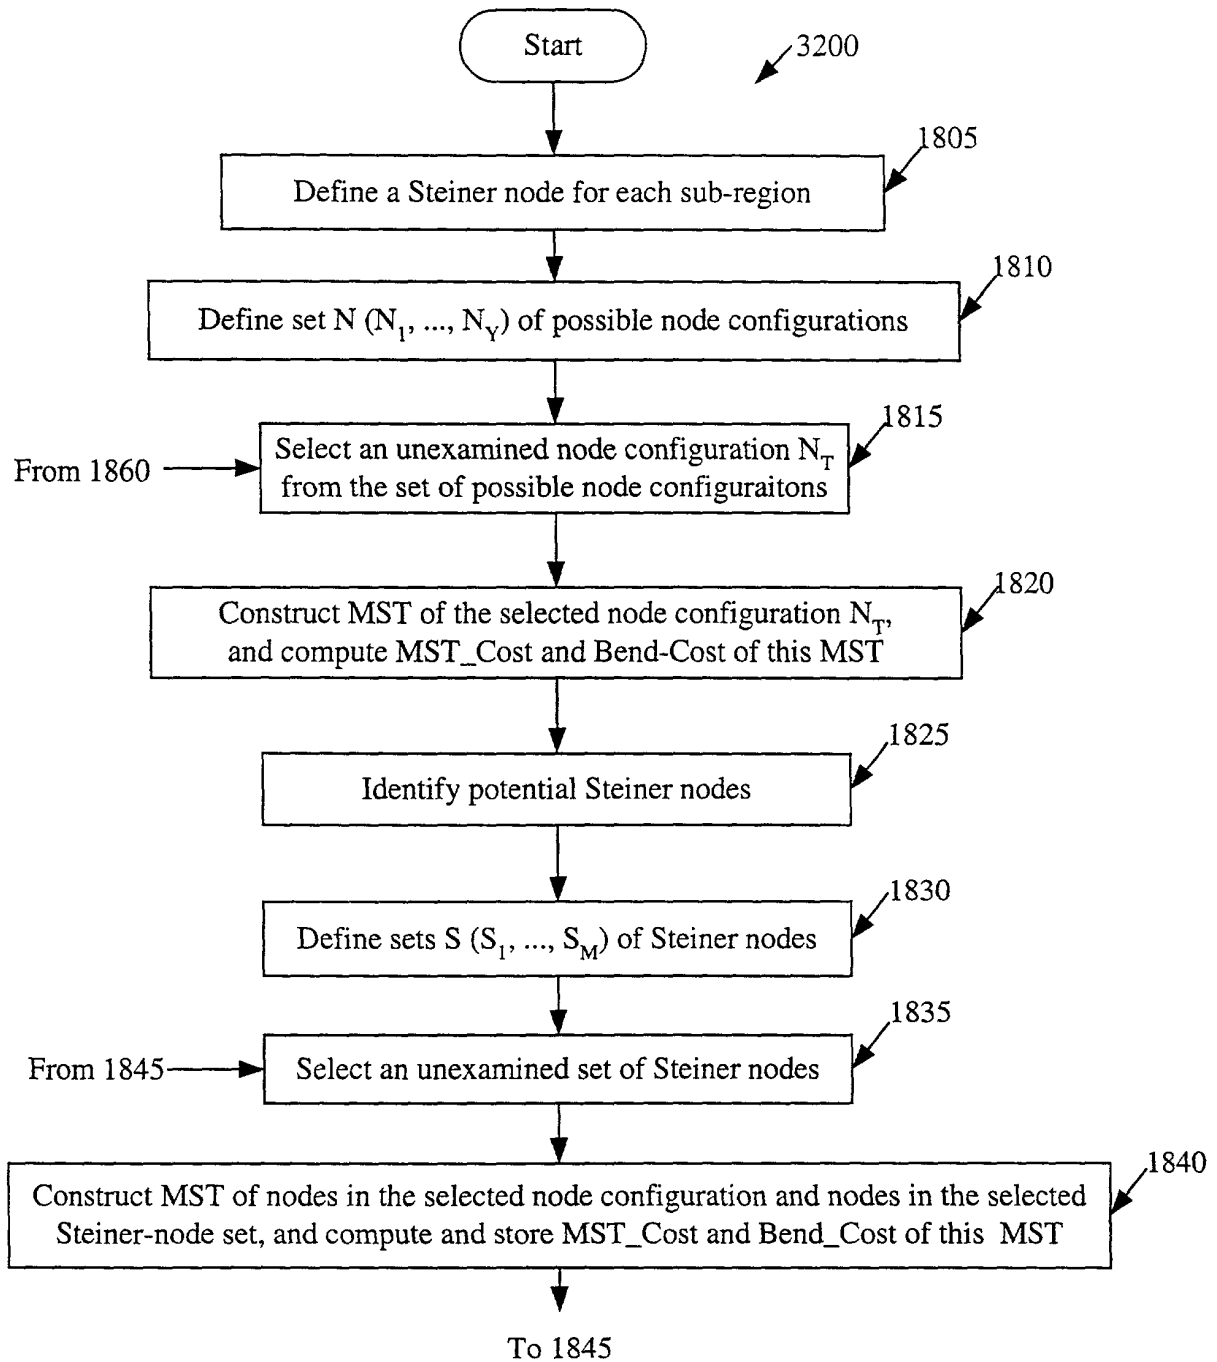 Start
3200
1805
Define a Steiner node for each sub-region
1810
Define set N (N1, ..., NY) of possible node configurations
1815
Select an unexamined node configuration NT
From 1860
from the set of possible node configuraitons
1820
Construct MST of the selected node configuration NT,
and compute MST_Cost and Bend-Cost of this MST
1825
Identify potential Steiner nodes
1830
Define sets S (S1, ..., SM) of Steiner nodes
1835
From 1845
Select an unexamined set of Steiner nodes
1840
Construct MST of nodes in the selected node configuration and nodes in the selected
Steiner-node set, and compute and store MST_Cost and Bend_Cost of this MST
To 1845